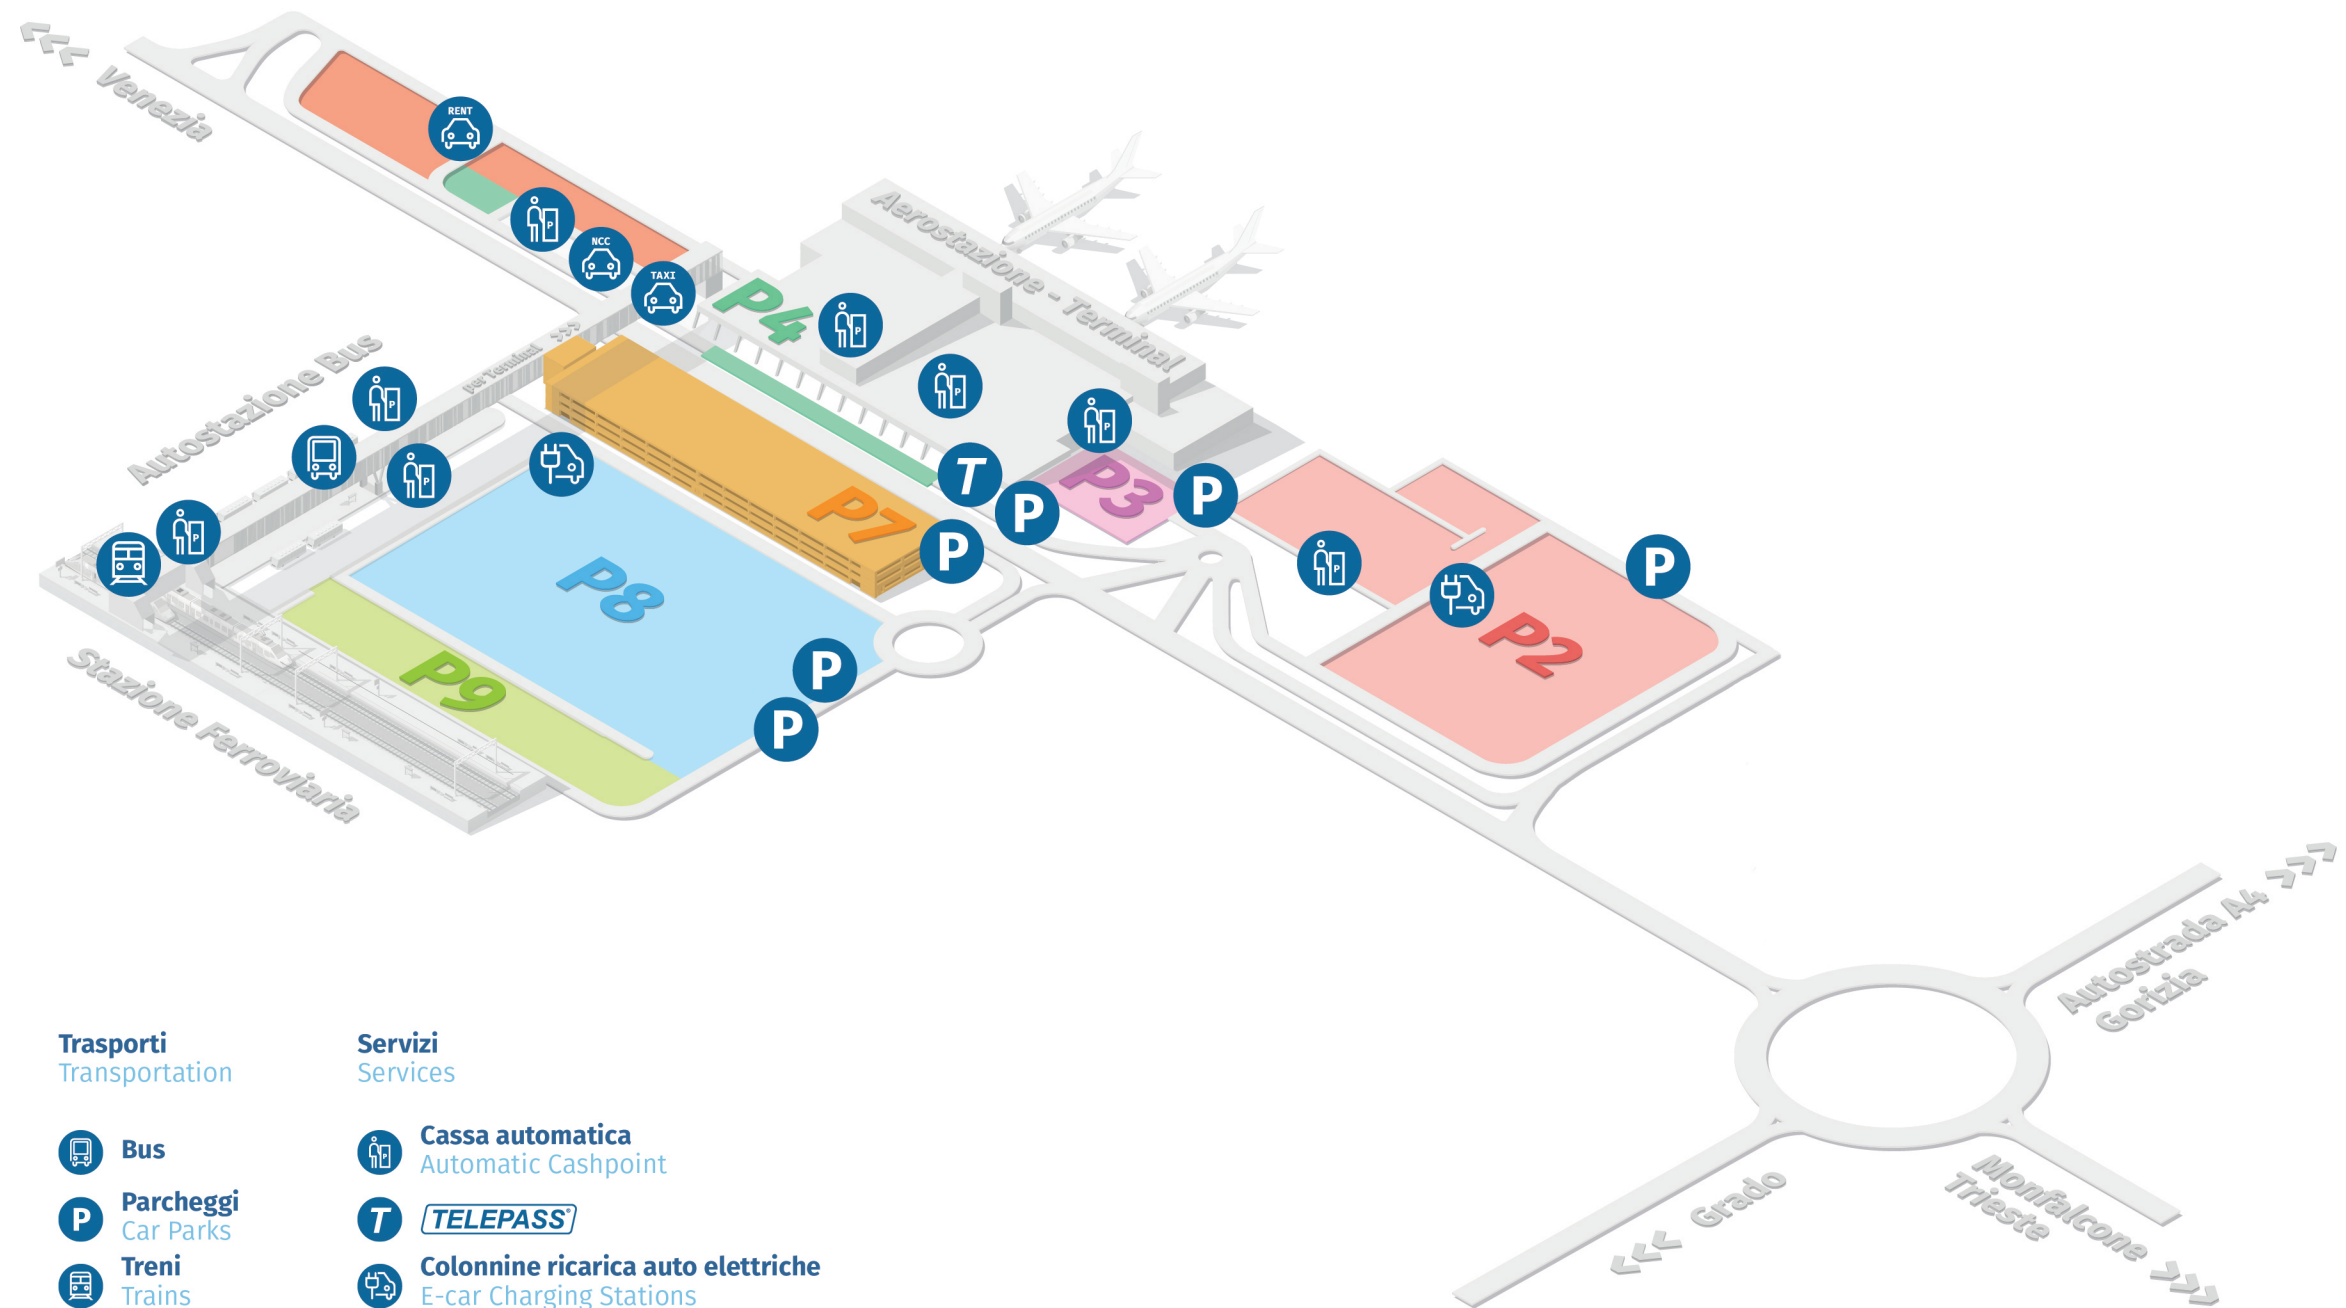 Venezia
RENT
P
NCC
TAXI
Aerostazione - Terminal
P4
P
P
P
per Terminal >>>
Autostazione Bus
P
P
P
T
P
P3
P
P7
P
P
P
P2
P8
P
P
P9
Stazione Ferroviaria
Autostrada A4
Gorizia
Grado
Monfalcone
Trieste
Trasporti
Transportation
Bus
P
Parcheggi
Car Parks
Treni
Trains
Servizi
Services
P
Cassa automatica
Automatic Cashpoint
T
TELEPASS®
Colonnine ricarica auto elettriche
E-car Charging Stations